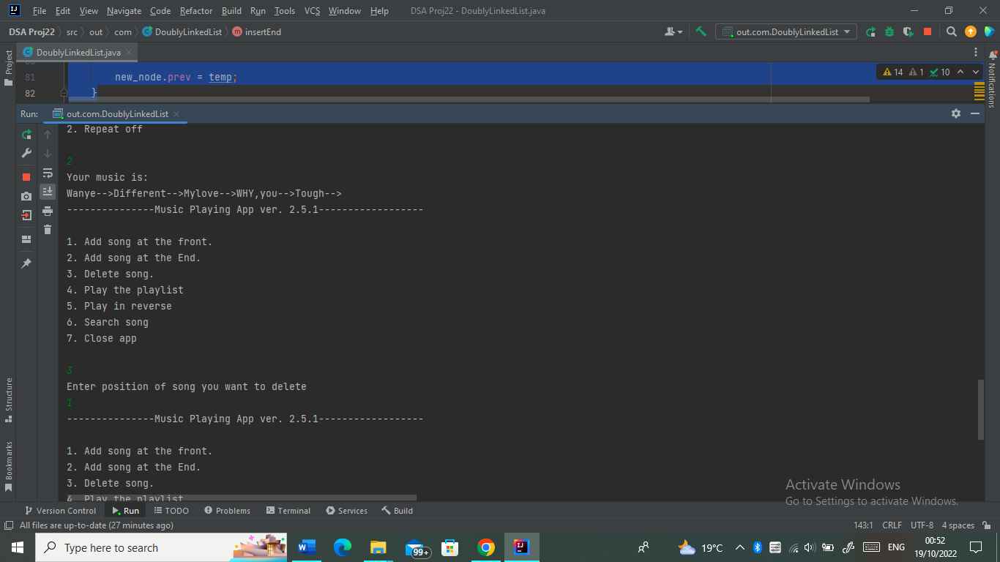 File Edit View Navigate Code Refactor Build Run Tools VCS Window Help DSA Proj22 - DoublyLinkedList.java
DSA Proj22 src out com DoublyLinkedList insertEnd out.com.DoublyLinkedList
Project
DoublyLinkedList.java
Notifications
81 new_node.prev = temp; 14 1 10
82 }
Run: out.com.DoublyLinkedList
2. Repeat off
2
Your music is:
Wanye-->Different-->Mylove-->WHY,you-->Tough-->
---------------Music Playing App ver. 2.5.1------------------
1. Add song at the front.
2. Add song at the End.
3. Delete song.
4. Play the playlist
5. Play in reverse
6. Search song
7. Close app
3
Enter position of song you want to delete
1
---------------Music Playing App ver. 2.5.1------------------
1. Add song at the front.
2. Add song at the End.
3. Delete song.
4. Play the playlist
Structure
Bookmarks
Activate Windows
Go to Settings to activate Windows.
Version Control Run TODO Problems Terminal Services Build
All files are up-to-date (27 minutes ago) 143:1 CRLF UTF-8 4 spaces
Type here to search 99+ 19°C ENG 00:52
19/10/2022